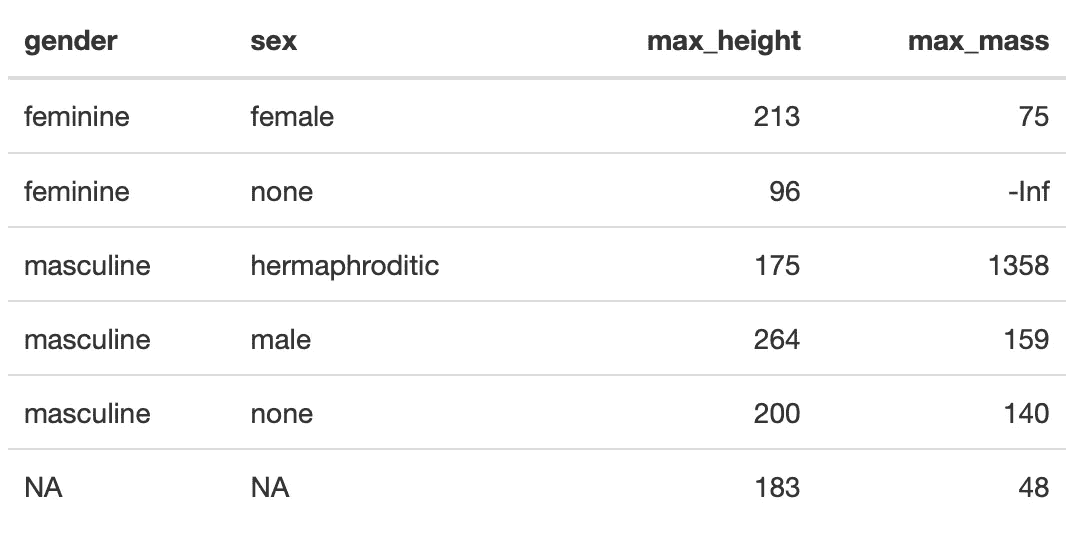 gender sex max_height max_mass
feminine female 213 75
feminine none 96 -Inf
masculine hermaphroditic 175 1358
masculine male 264 159
masculine none 200 140
NA NA 183 48